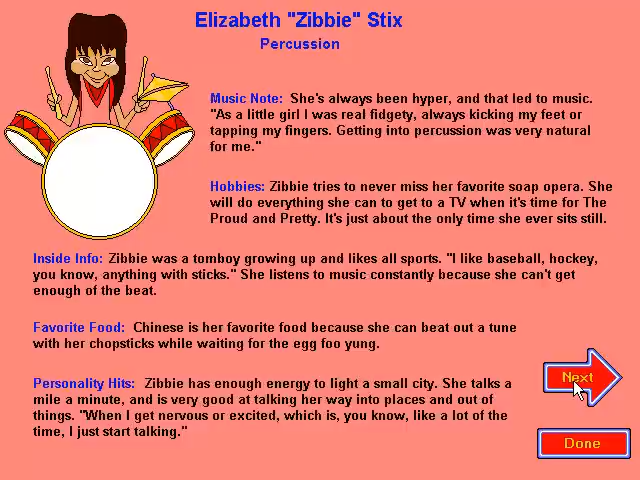 Elizabeth "Zibbie" Stix
Percussion
Music Note: She's always been hyper, and that led to music.
"As a little girl I was real fidgety, always kicking my feet or
tapping my fingers. Getting into percussion was very natural
for me."
Hobbies: Zibbie tries to never miss her favorite soap opera. She
will do everything she can to get to a TV when it's time for The
Proud and Pretty. It's just about the only time she ever sits still.
Inside Info: Zibbie was a tomboy growing up and likes all sports. "I like baseball, hockey,
you know, anything with sticks." She listens to music constantly because she can't get
enough of the beat.
Favorite Food: Chinese is her favorite food because she can beat out a tune
with her chopsticks while waiting for the egg foo yung.
Personality Hits: Zibbie has enough energy to light a small city. She talks a
mile a minute, and is very good at talking her way into places and out of
things. "When I get nervous or excited, which is, you know, like a lot of the
time, I just start talking."
Next
Done